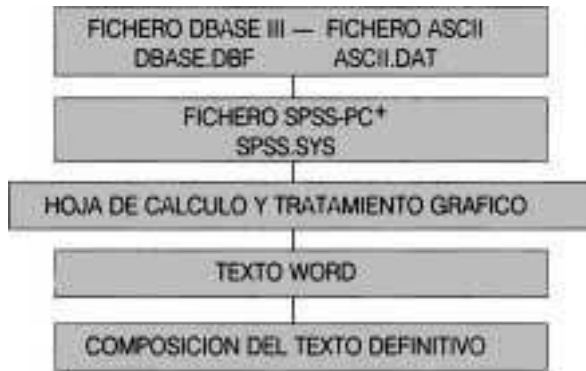 FICHERO DBASE III — FICHERO ASCII
DBASE.DBF ASCII.DAT
FICHERO SPSS-PC+
SPSS.SYS
HOJA DE CALCULO Y TRATAMIENTO GRAFICO
TEXTO WORD
COMPOSICION DEL TEXTO DEFINITIVO